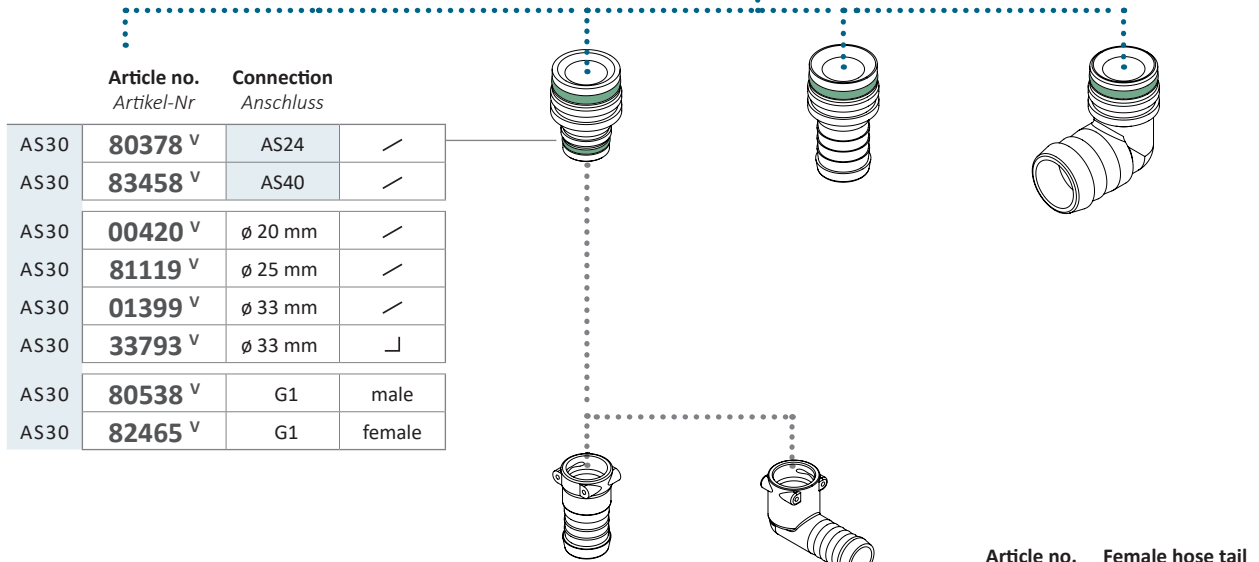 Article no. Connection
Artikel-Nr Anschluss
AS30 80378 V AS24
AS30 83458 V AS40
AS30 00420 V ø 20 mm
AS30 81119 V ø 25 mm
AS30 01399 V ø 33 mm
AS30 33793 V ø 33 mm
AS30 80538 V G1 male
AS30 82465 V G1 female
Article no. Female hose tail